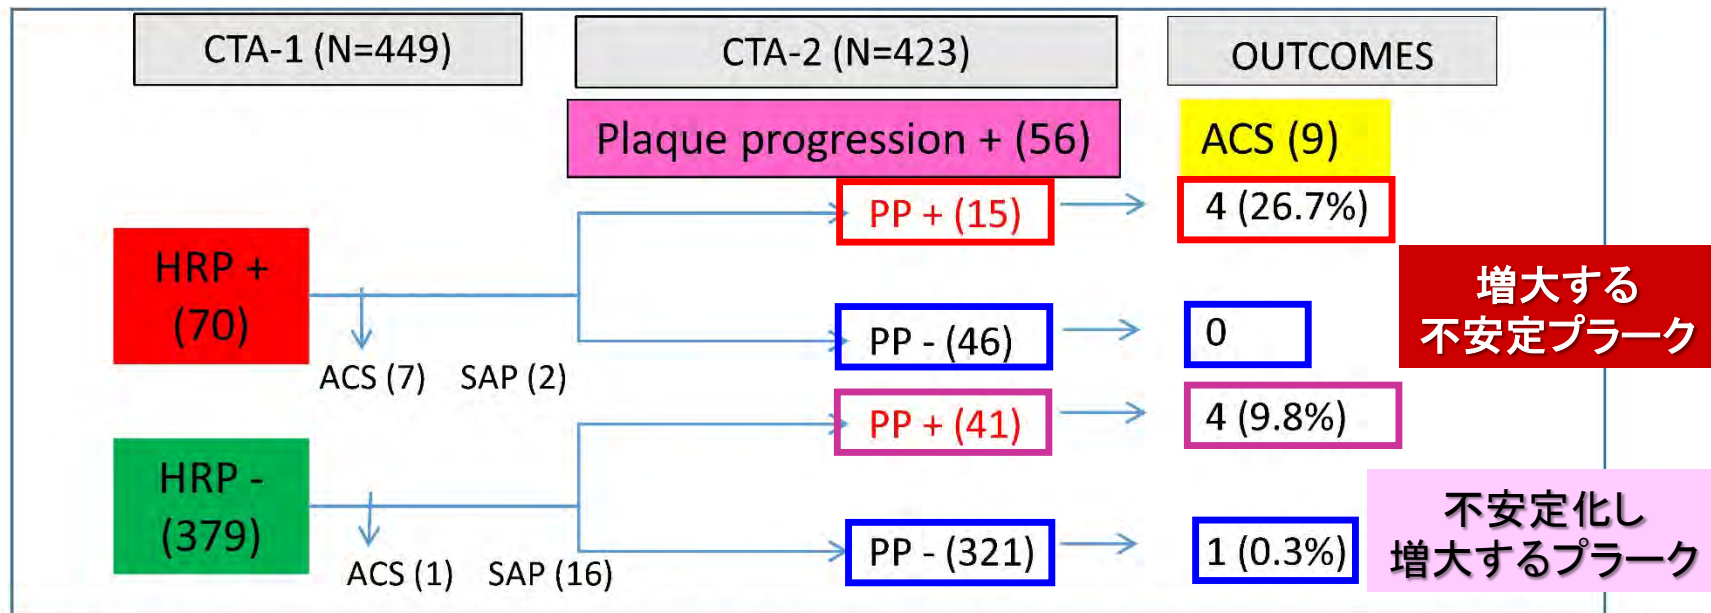 CTA-1 (N=449)
CTA-2 (N=423)
OUTCOMES
Plaque progression + (56)
ACS (9)
HRP +
(70)
ACS (7) SAP (2)
PP + (15)
4 (26.7%)
PP - (46)
0
増大する
不安定プラーク
HRP -
(379)
ACS (1) SAP (16)
PP + (41)
4 (9.8%)
PP - (321)
1 (0.3%)
不安定化し
増大するプラーク